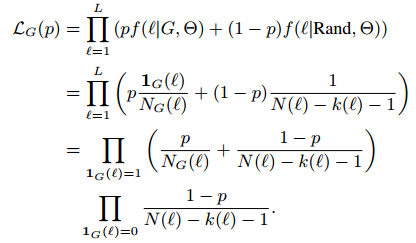 \mathcal{L}_G(p) = \prod_{\ell=1}^{L} (pf(\ell|G, \Theta) + (1 - p)f(\ell|\text{Rand}, \Theta))
= \prod_{\ell=1}^{L} \left( p \frac{\mathbf{1}_G(\ell)}{N_G(\ell)} + (1 - p) \frac{1}{N(\ell) - k(\ell) - 1} \right)
= \prod_{\mathbf{1}_G(\ell)=1} \left( \frac{p}{N_G(\ell)} + \frac{1 - p}{N(\ell) - k(\ell) - 1} \right)
\prod_{\mathbf{1}_G(\ell)=0} \frac{1 - p}{N(\ell) - k(\ell) - 1}.